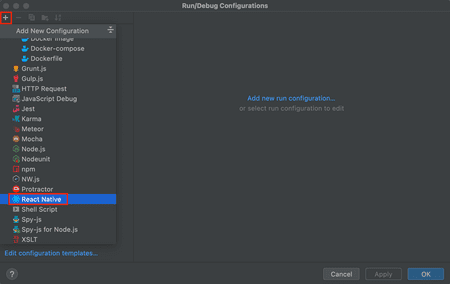 Run/Debug Configurations
Add New Configuration
Docker Image
Docker-compose
Dockerfile
Grunt.js
Gulp.js
HTTP Request
JavaScript Debug
Jest
Karma
Meteor
Mocha
Node.js
Nodeunit
npm
NW.js
Protractor
React Native
Shell Script
Spy-js
Spy-js for Node.js
XSLT
Add new run configuration...
or select run configuration to edit
Edit configuration templates...
?
Cancel
Apply
OK